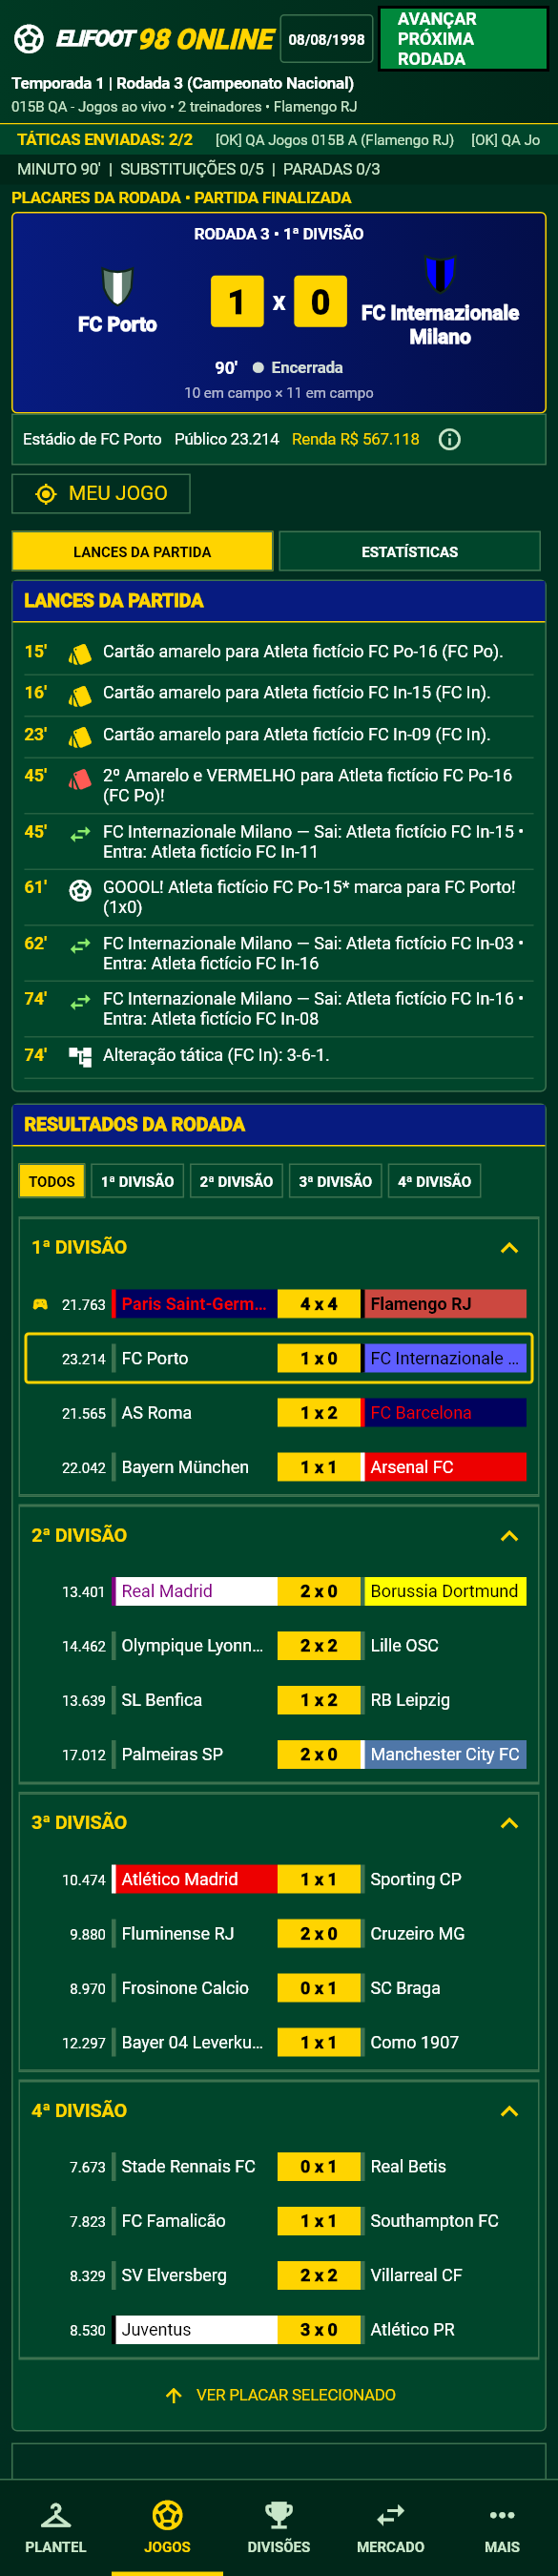 ELIFOOT 98 ONLINE
08/08/1998
AVANÇAR
PRÓXIMA
RODADA
Temporada 1 | Rodada 3 (Campeonato Nacional)
015B QA - Jogos ao vivo • 2 treinadores • Flamengo RJ
TÁTICAS ENVIADAS: 2/2 [OK] QA Jogos 015B A (Flamengo RJ) [OK] QA Jo
MINUTO 90' | SUBSTITUIÇÕES 0/5 | PARADAS 0/3
PLACARES DA RODADA • PARTIDA FINALIZADA
RODADA 3 • 1ª DIVISÃO
FC Porto
1 x 0
FC Internazionale
Milano
90' Encerrada
10 em campo × 11 em campo
Estádio de FC Porto Público 23.214 Renda R$ 567.118
MEU JOGO
LANCES DA PARTIDA
ESTATÍSTICAS
LANCES DA PARTIDA
15' Cartão amarelo para Atleta fictício FC Po-16 (FC Po).
16' Cartão amarelo para Atleta fictício FC In-15 (FC In).
23' Cartão amarelo para Atleta fictício FC In-09 (FC In).
45' 2º Amarelo e VERMELHO para Atleta fictício FC Po-16
(FC Po)!
45' FC Internazionale Milano — Sai: Atleta fictício FC In-15 •
Entra: Atleta fictício FC In-11
61' GOOOL! Atleta fictício FC Po-15* marca para FC Porto!
(1x0)
62' FC Internazionale Milano — Sai: Atleta fictício FC In-03 •
Entra: Atleta fictício FC In-16
74' FC Internazionale Milano — Sai: Atleta fictício FC In-16 •
Entra: Atleta fictício FC In-08
74' Alteração tática (FC In): 3-6-1.
RESULTADOS DA RODADA
TODOS 1ª DIVISÃO 2ª DIVISÃO 3ª DIVISÃO 4ª DIVISÃO
1ª DIVISÃO
21.763 Paris Saint-Germ... 4 x 4 Flamengo RJ
23.214 FC Porto 1 x 0 FC Internazionale ...
21.565 AS Roma 1 x 2 FC Barcelona
22.042 Bayern München 1 x 1 Arsenal FC
2ª DIVISÃO
13.401 Real Madrid 2 x 0 Borussia Dortmund
14.462 Olympique Lyonn... 2 x 2 Lille OSC
13.639 SL Benfica 1 x 2 RB Leipzig
17.012 Palmeiras SP 2 x 0 Manchester City FC
3ª DIVISÃO
10.474 Atlético Madrid 1 x 1 Sporting CP
9.880 Fluminense RJ 2 x 0 Cruzeiro MG
8.970 Frosinone Calcio 0 x 1 SC Braga
12.297 Bayer 04 Leverku... 1 x 1 Como 1907
4ª DIVISÃO
7.673 Stade Rennais FC 0 x 1 Real Betis
7.823 FC Famalicão 1 x 1 Southampton FC
8.329 SV Elversberg 2 x 2 Villarreal CF
8.530 Juventus 3 x 0 Atlético PR
VER PLACAR SELECIONADO
PLANTEL JOGOS DIVISÕES MERCADO MAIS